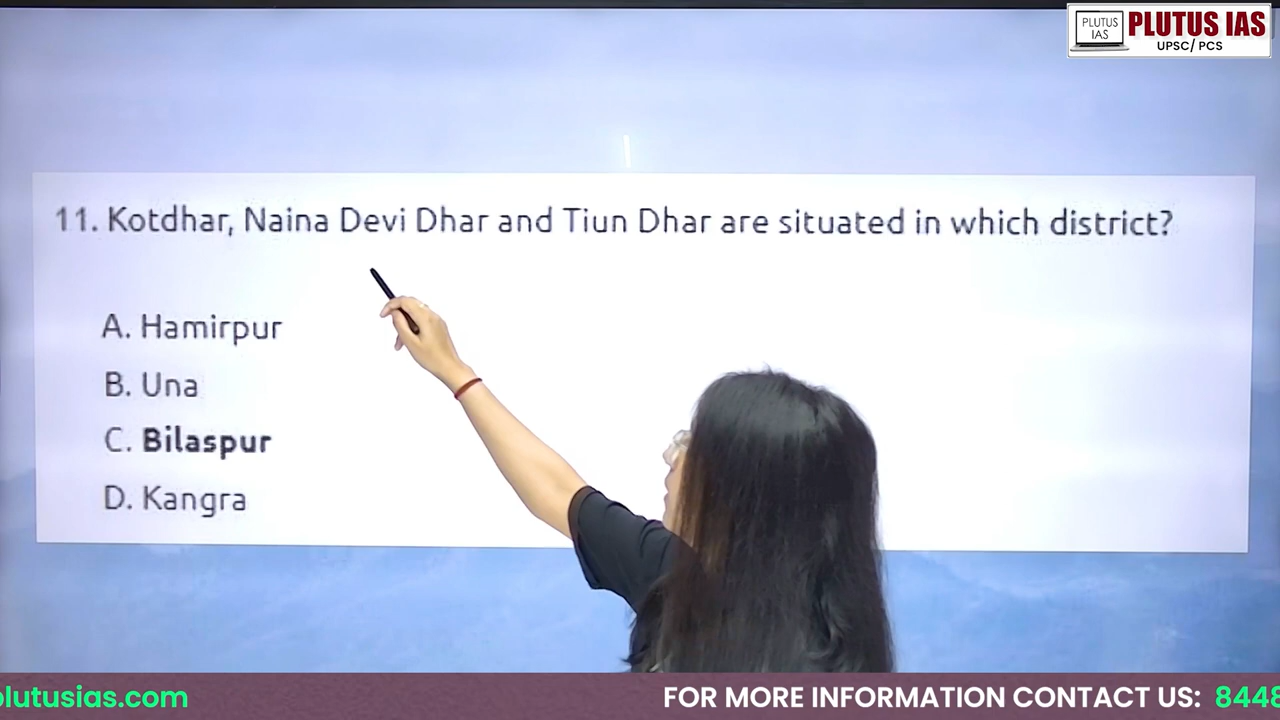 PLUTUS IAS
PLUTUS IAS
UPSC/ PCS
11. Kotdhar, Naina Devi Dhar and Tiun Dhar are situated in which district?
A. Hamirpur
B. Una
C. Bilaspur
D. Kangra
plutusias.com
FOR MORE INFORMATION CONTACT US: 8448